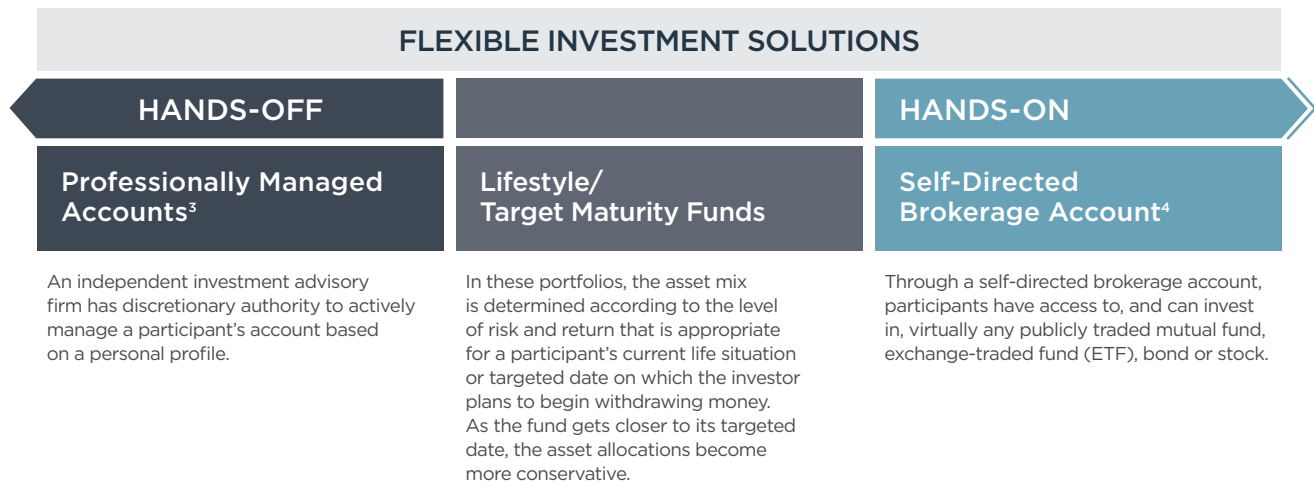 FLEXIBLE INVESTMENT SOLUTIONS
HANDS-OFF
HANDS-ON
Professionally Managed
Accounts³
Lifestyle/
Target Maturity Funds
Self-Directed
Brokerage Account⁴
An independent investment advisory
firm has discretionary authority to actively
manage a participant’s account based
on a personal profile.
In these portfolios, the asset mix
is determined according to the level
of risk and return that is appropriate
for a participant’s current life situation
or targeted date on which the investor
plans to begin withdrawing money.
As the fund gets closer to its targeted
date, the asset allocations become
more conservative.
Through a self-directed brokerage account,
participants have access to, and can invest
in, virtually any publicly traded mutual fund,
exchange-traded fund (ETF), bond or stock.